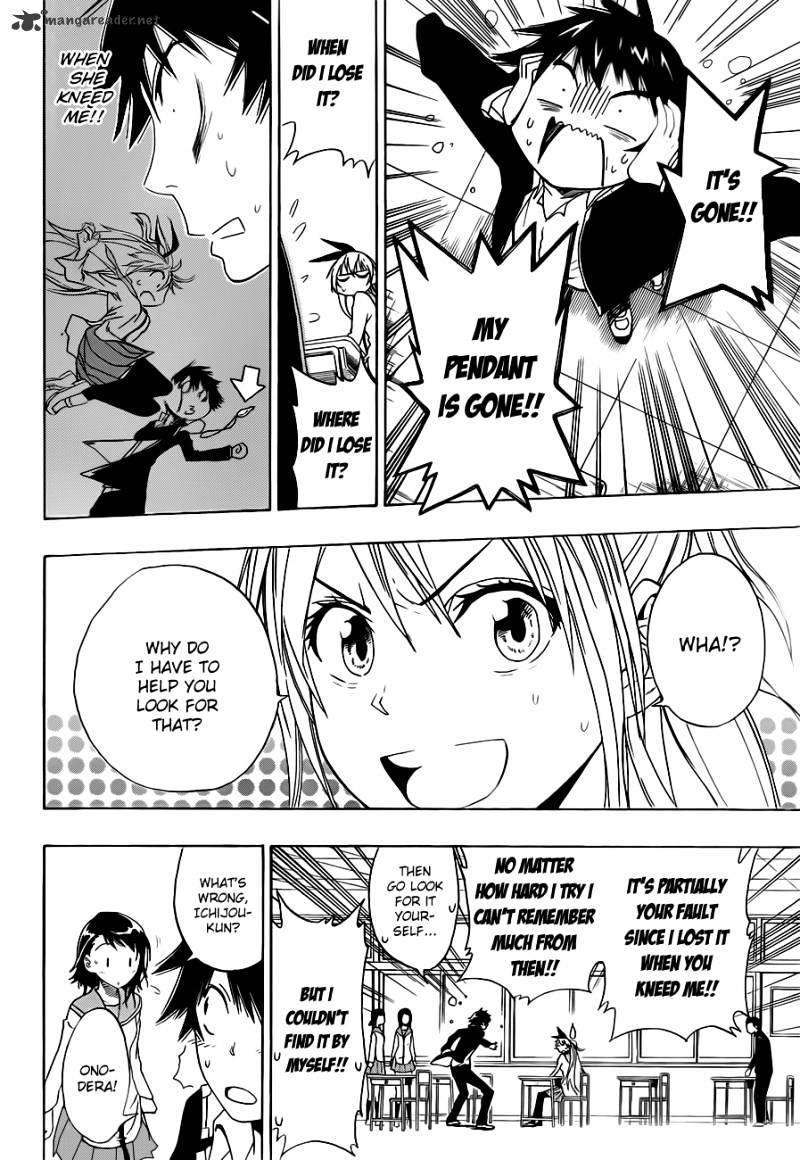 mangareader.net
IT'S
GONE!!
MY
PENDANT
IS GONE!!
WHEN
DID I LOSE
IT?
WHERE
DID I LOSE
IT?
WHEN
SHE
KNEED
ME!!
WHA!?
WHY DO
I HAVE TO
HELP YOU
LOOK FOR
THAT?
IT'S PARTIALLY
YOUR FAULT
SINCE I LOST IT
WHEN YOU
KNEED ME!!
NO MATTER
HOW HARD I TRY I
CAN'T REMEMBER
MUCH FROM
THEN!!
THEN
GO LOOK
FOR IT
YOUR-
SELF...
BUT I
COULDN'T
FIND IT BY
MYSELF!!
WHAT'S
WRONG,
ICHIJOU-
KUN?
ONO-
DERA!